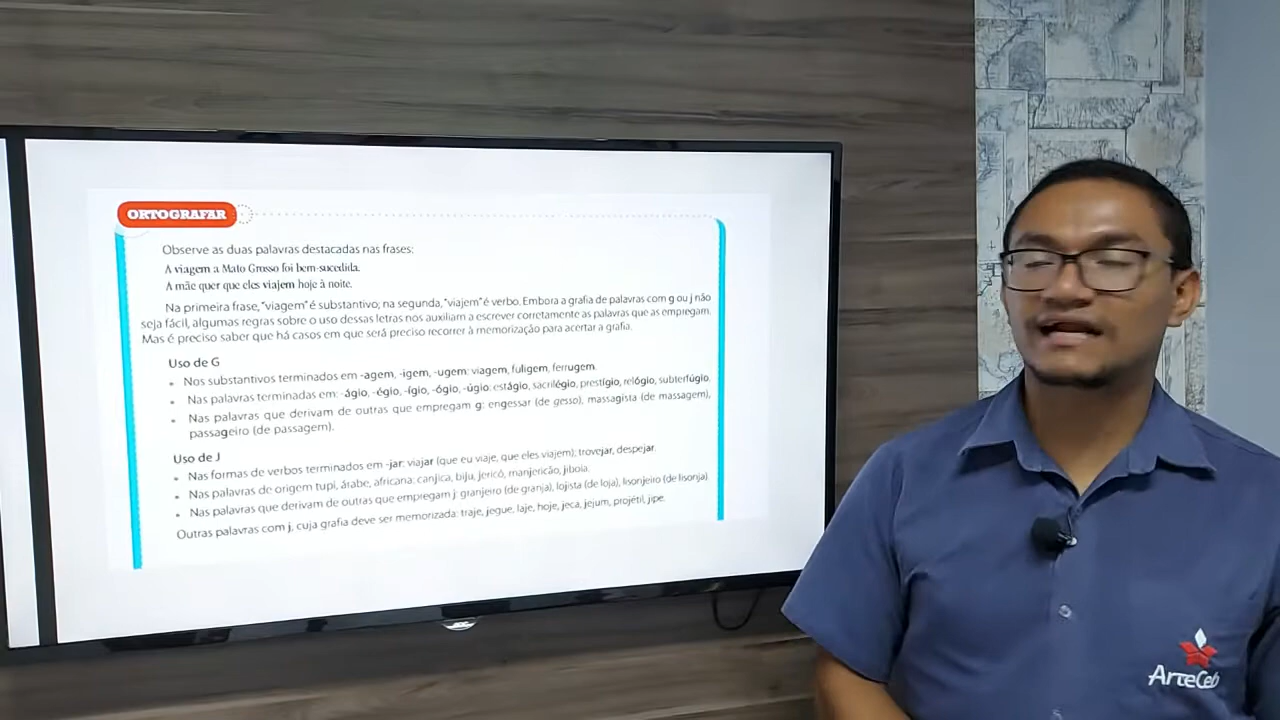 ORTOGRAFAR
Observe as duas palavras destacadas nas frases:
A viagem a Mato Grosso foi bem-sucedida.
A mãe quer que eles viajem hoje à noite.
Na primeira frase, "viagem" é substantivo; na segunda, "viajem" é verbo. Embora a grafia de palavras com g ou j não
seja fácil, algumas regras sobre o uso dessas letras nos auxiliam a escrever corretamente as palavras que as empregam.
Mas é preciso saber que há casos em que será preciso recorrer à memorização para acertar a grafia.
Uso de G
• Nos substantivos terminados em -agem, -igem, -ugem: viagem, fuligem, ferrugem.
• Nas palavras terminadas em: -ágio, -égio, -ígio, -ógio, -úgio: estágio, sacrilégio, prestígio, relógio, subterfúgio.
• Nas palavras que derivam de outras que empregam g: engessar (de gesso), massagista (de massagem),
passageiro (de passagem).
Uso de J
• Nas formas de verbos terminados em -jar: viajar (que eu viaje, que eles viajem); trovejar, despejar.
• Nas palavras de origem tupi, árabe, africana: canjica, biju, jericó, manjericão, jiboia.
• Nas palavras que derivam de outras que empregam j: granjeiro (de granja), lojista (de loja), lisonjeiro (de lisonja).
Outras palavras com j, cuja grafia deve ser memorizada: traje, jegue, laje, hoje, jeca, jejum, projétil, jipe.
ArteCeb